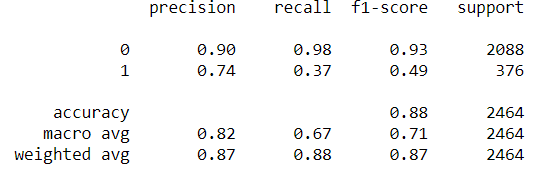 precision recall f1-score support
0 0.90 0.98 0.93 2088
1 0.74 0.37 0.49 376
accuracy 0.88 2464
macro avg 0.82 0.67 0.71 2464
weighted avg 0.87 0.88 0.87 2464